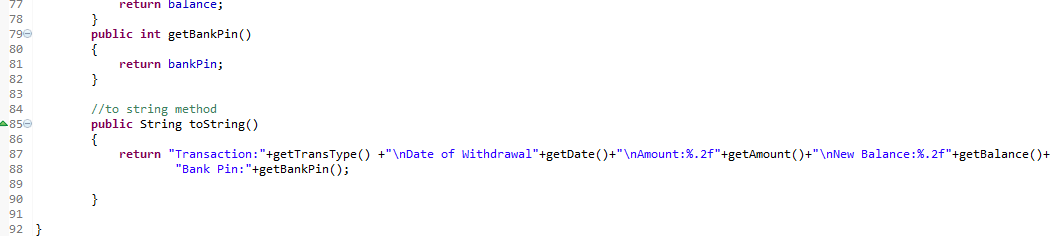 77 return balance;
78 }
79 public int getBankPin()
80 {
81 return bankPin;
82 }
83
84 //to string method
85 public String toString()
86 {
87 return "Transaction:"+getTransType() +"\nDate of Withdrawal"+getDate()+"\nAmount:%.2f"+getAmount()+"\nNew Balance:%.2f"+getBalance()+
88 "Bank Pin:"+getBankPin();
89
90 }
91
92 }